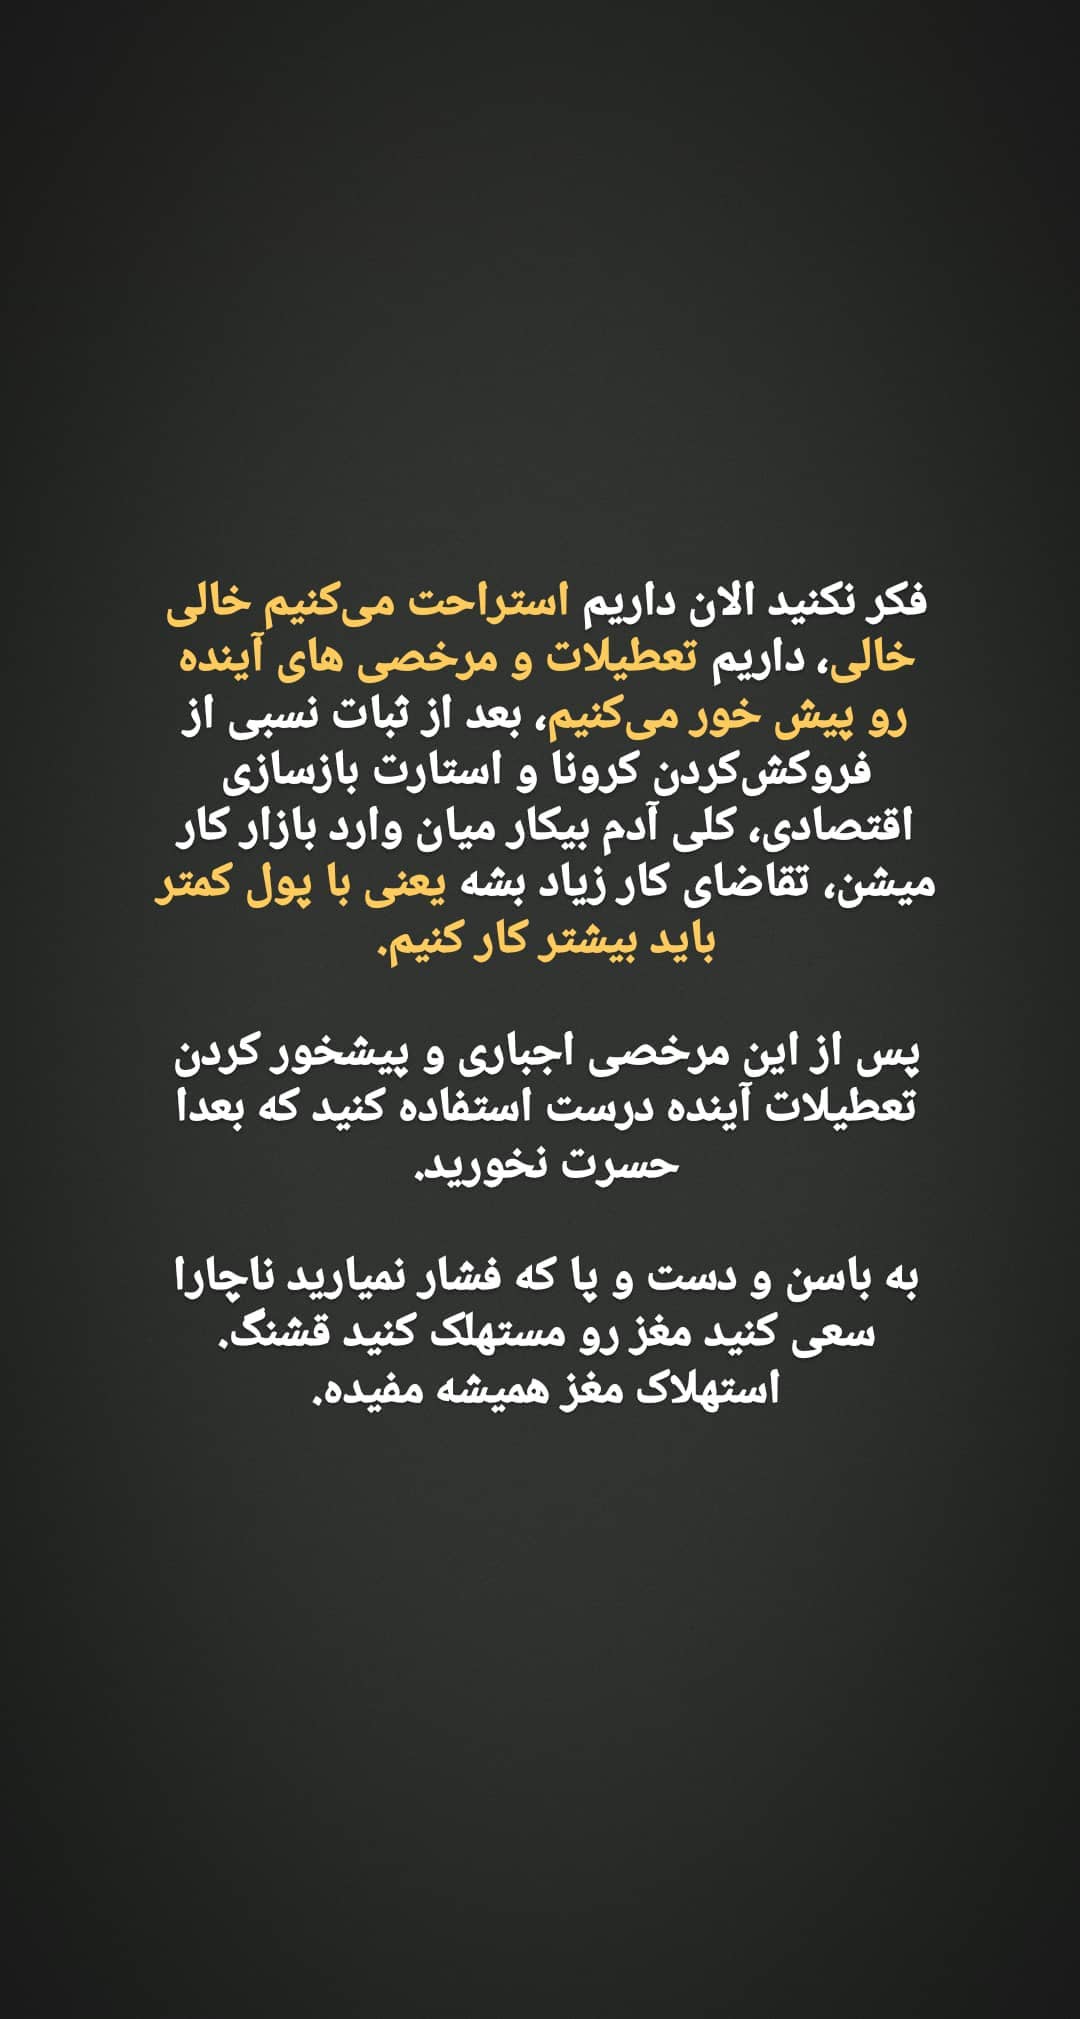 فکر نکنید الان داریم استراحت می‌کنیم خالی
خالی، داریم تعطیلات و مرخصی های آینده
رو پیش خور می‌کنیم، بعد از ثبات نسبی از
فروکش‌کردن کرونا و استارت بازسازی
اقتصادی، کلی آدم بیکار میان وارد بازار کار
میشن، تقاضای کار زیاد بشه یعنی با پول کمتر
باید بیشتر کار کنیم.
پس از این مرخصی اجباری و پیشخور کردن
تعطیلات آینده درست استفاده کنید که بعدا
حسرت نخورید.
به باسن و دست و پا که فشار نمیارید ناچارا
سعی کنید مغز رو مستهلک کنید قشنگ.
استهلاک مغز همیشه مفیده.